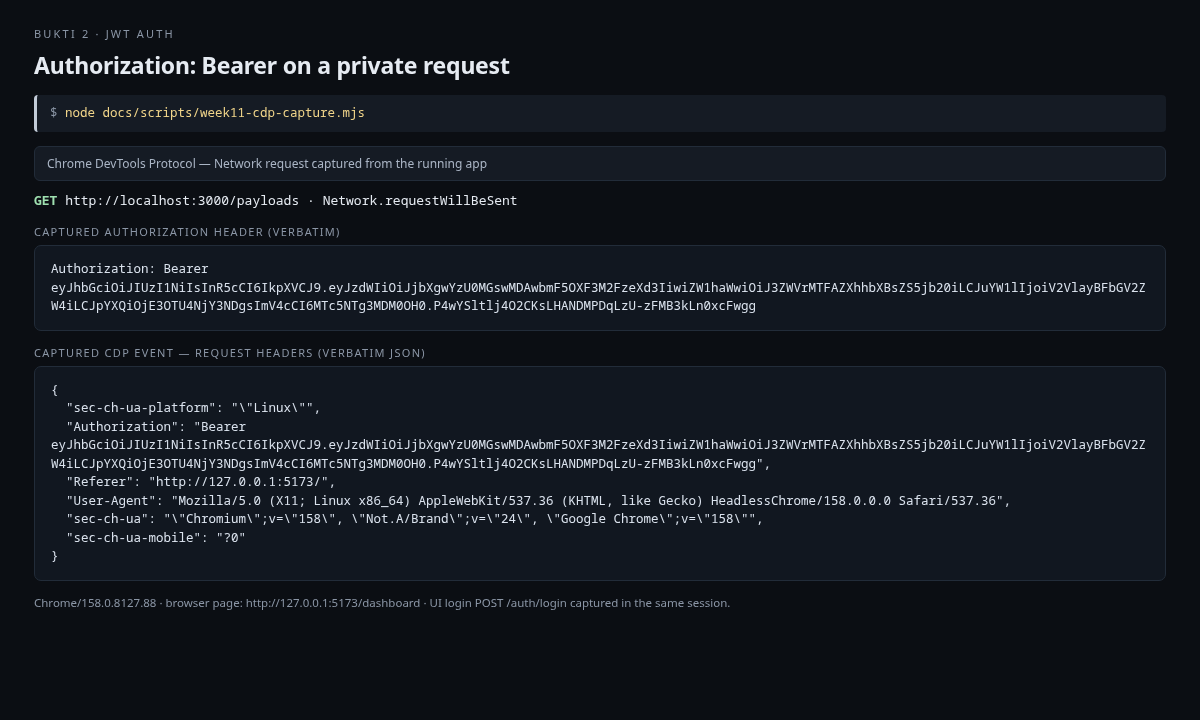 BUKTI 2 · JWT AUTH
Authorization: Bearer on a private request
$ node docs/scripts/week11-cdp-capture.mjs
Chrome DevTools Protocol — Network request captured from the running app
GET http://localhost:3000/payloads · Network.requestWillBeSent
CAPTURED AUTHORIZATION HEADER (VERBATIM)
Authorization: Bearer
eyJhbGciOiJIUzI1NiIsInR5cCI6IkpXVCJ9.eyJzdWIiOiJjbXgwYzU0MGswMDAwbmF5OXF3M2FzeXd3IiwiZW1haWwiOiJ3ZWVrMTFAZXhhbXBsZS5jb20iLCJuYW1lIjoiV2VlayBFbGV2Z
W4iLCJpYXQiOjE3OTU4NjY3NDgsImV4cCI6MTc5NTg3MDM0OH0.P4wYSltlj4O2CKsLHANDMPDqLzU-zFMB3kLn0xcFwgg
CAPTURED CDP EVENT — REQUEST HEADERS (VERBATIM JSON)
{
"sec-ch-ua-platform": "\"Linux\"",
"Authorization": "Bearer
eyJhbGciOiJIUzI1NiIsInR5cCI6IkpXVCJ9.eyJzdWIiOiJjbXgwYzU0MGswMDAwbmF5OXF3M2FzeXd3IiwiZW1haWwiOiJ3ZWVrMTFAZXhhbXBsZS5jb20iLCJuYW1lIjoiV2VlayBFbGV2Z
W4iLCJpYXQiOjE3OTU4NjY3NDgsImV4cCI6MTc5NTg3MDM0OH0.P4wYSltlj4O2CKsLHANDMPDqLzU-zFMB3kLn0xcFwgg",
"Referer": "http://127.0.0.1:5173/",
"User-Agent": "Mozilla/5.0 (X11; Linux x86_64) AppleWebKit/537.36 (KHTML, like Gecko) HeadlessChrome/158.0.0.0 Safari/537.36",
"sec-ch-ua": "\"Chromium\";v=\"158\", \"Not.A/Brand\";v=\"24\", \"Google Chrome\";v=\"158\"",
"sec-ch-ua-mobile": "?0"
}
Chrome/158.0.8127.88 · browser page: http://127.0.0.1:5173/dashboard · UI login POST /auth/login captured in the same session.